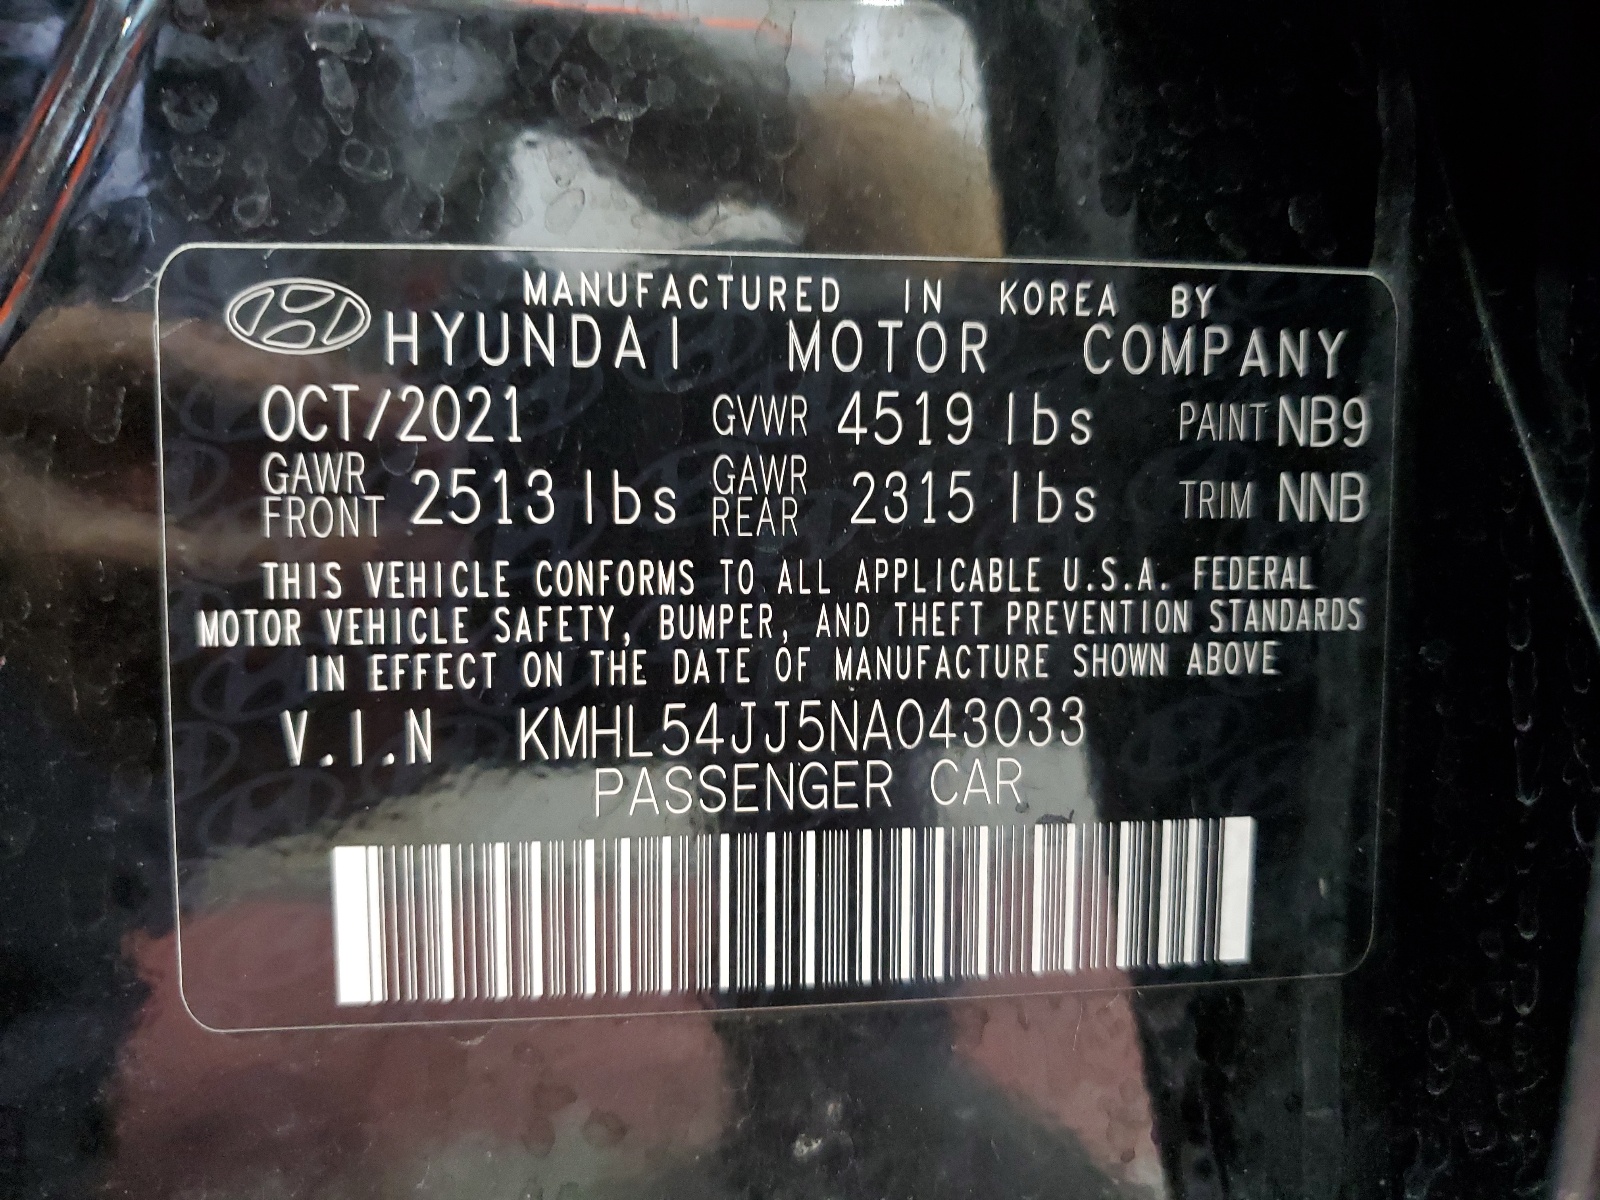 MANUFACTURED IN KOREA BY
HYUNDAI MOTOR COMPANY
OCT/2021 GVWR 4519 lbs PAINT NB9
GAWR FRONT 2513 lbs GAWR REAR 2315 lbs TRIM NNB
THIS VEHICLE CONFORMS TO ALL APPLICABLE U.S.A. FEDERAL
MOTOR VEHICLE SAFETY, BUMPER, AND THEFT PREVENTION STANDARDS
IN EFFECT ON THE DATE OF MANUFACTURE SHOWN ABOVE
V.I.N KMHL54JJ5NA043033
PASSENGER CAR